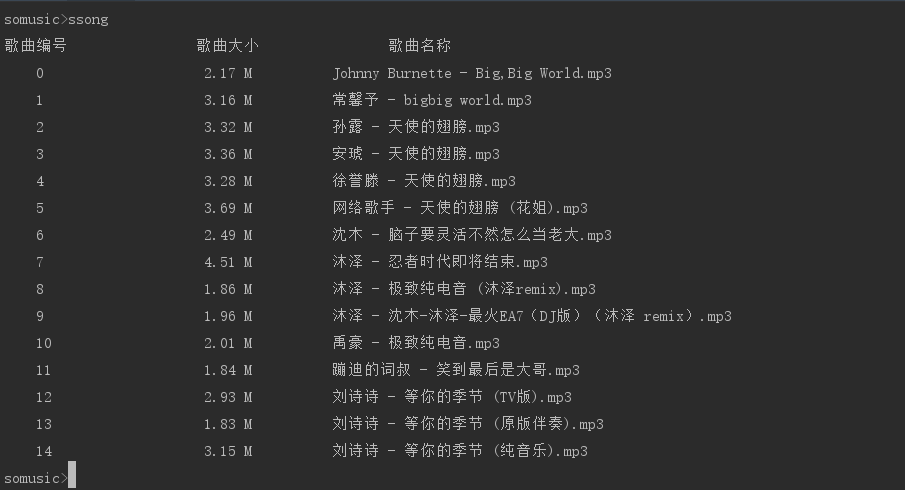 somusic>ssong
歌曲编号 歌曲大小 歌曲名称
0 2.17 M Johnny Burnette - Big,Big World.mp3
1 3.16 M 常馨予 - bigbig world.mp3
2 3.32 M 孙露 - 天使的翅膀.mp3
3 3.36 M 安琥 - 天使的翅膀.mp3
4 3.28 M 徐誉滕 - 天使的翅膀.mp3
5 3.69 M 网络歌手 - 天使的翅膀 (花姐).mp3
6 2.49 M 沈木 - 脑子要灵活不然怎么当老大.mp3
7 4.51 M 沐泽 - 忍者时代即将结束.mp3
8 1.86 M 沐泽 - 极致纯电音 (沐泽remix).mp3
9 1.96 M 沐泽 - 沈木-沐泽-最火EA7（DJ版）（沐泽 remix）.mp3
10 2.01 M 禹豪 - 极致纯电音.mp3
11 1.84 M 蹦迪的词叔 - 笑到最后是大哥.mp3
12 2.93 M 刘诗诗 - 等你的季节 (TV版).mp3
13 1.83 M 刘诗诗 - 等你的季节 (原版伴奏).mp3
14 3.15 M 刘诗诗 - 等你的季节 (纯音乐).mp3
somusic>